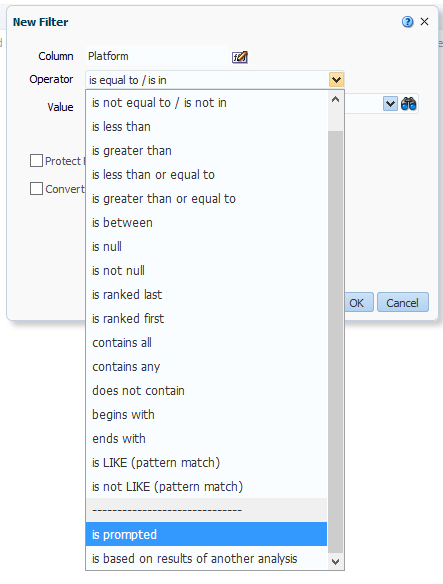 New Filter
Column Platform
Operator is equal to / is in
Value
is not equal to / is not in
is less than
is greater than
is less than or equal to
is greater than or equal to
is between
is null
is not null
is ranked last
is ranked first
contains all
contains any
does not contain
begins with
ends with
is LIKE (pattern match)
is not LIKE (pattern match)
------------------------------
is prompted
is based on results of another analysis
Protect
Convert
OK Cancel